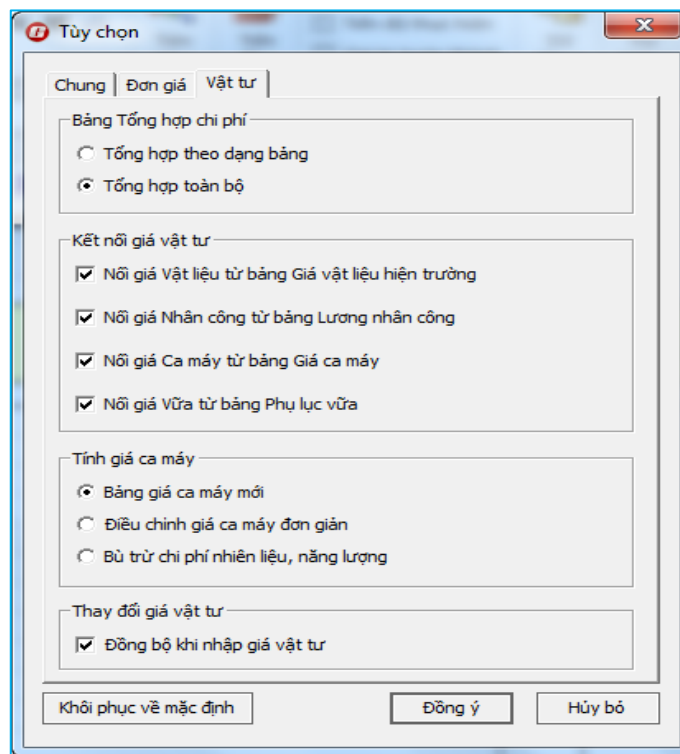 Tùy chọn
Chung Đơn giá Vật tư
Bảng Tổng hợp chi phí
Tổng hợp theo dạng bảng
Tổng hợp toàn bộ
Kết nối giá vật tư
Nối giá Vật liệu từ bảng Giá vật liệu hiện trường
Nối giá Nhân công từ bảng Lương nhân công
Nối giá Ca máy từ bảng Giá ca máy
Nối giá Vữa từ bảng Phụ lục vữa
Tính giá ca máy
Bảng giá ca máy mới
Điều chỉnh giá ca máy đơn giản
Bù trừ chi phí nhiên liệu, năng lượng
Thay đổi giá vật tư
Đồng bộ khi nhập giá vật tư
Khôi phục về mặc định Đồng ý Hủy bỏ